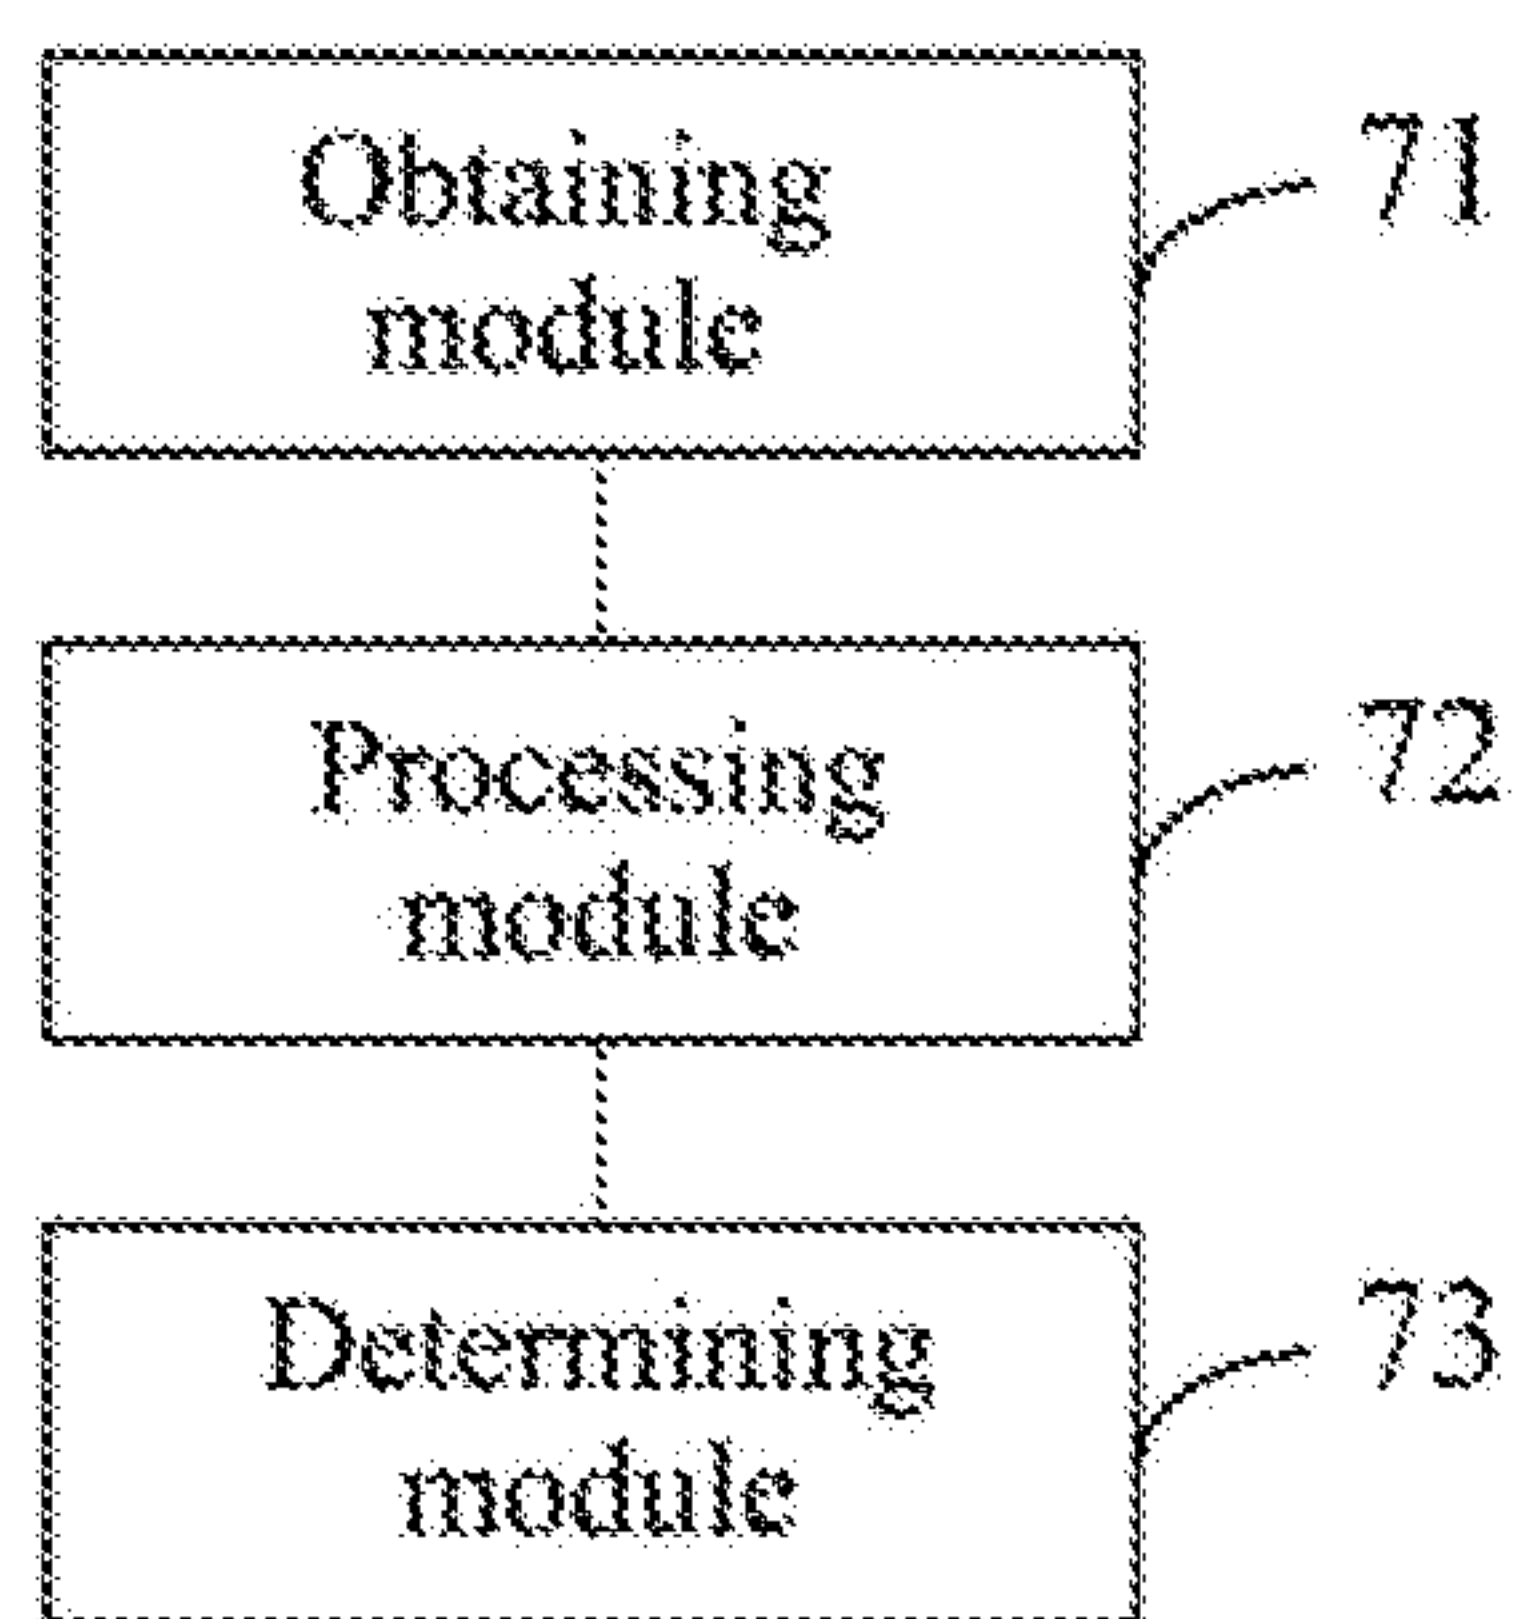 Obtaining
module
71
Processing
module
72
Determining
module
73